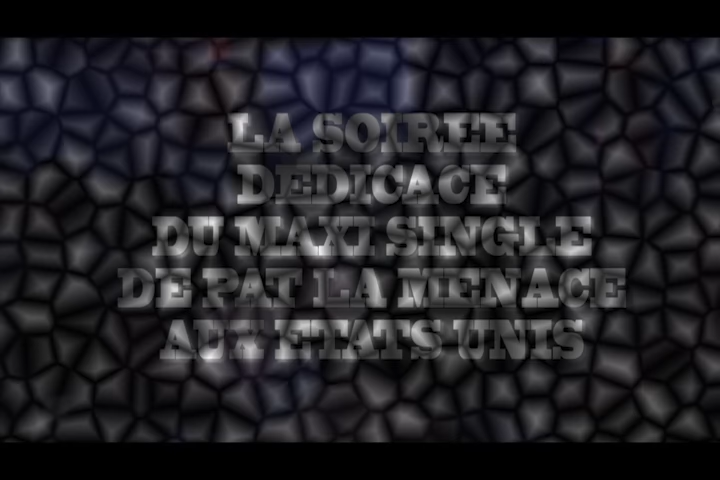 LA SOIREE
DEDICACE
DU MAXI SINGLE
DE PAT LA MENACE
AUX ETATS UNIS